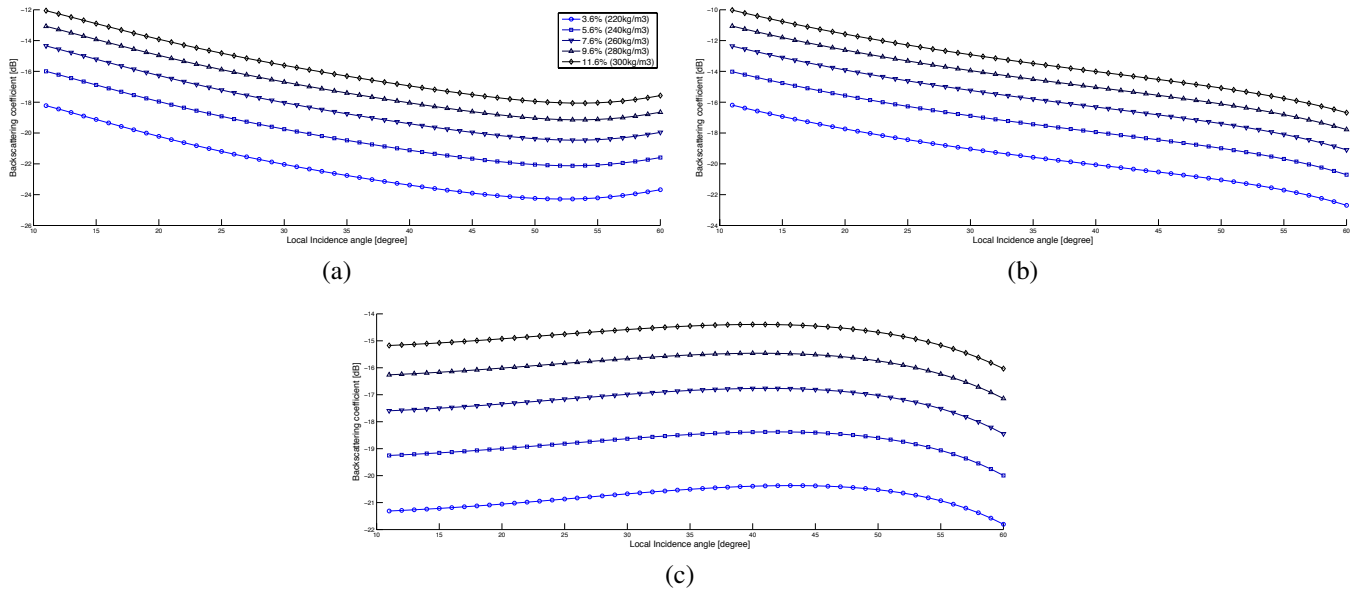 −12
−14
−16
−18
−20
−22
−24
−26
Backscattering coefficient [dB]
10 15 20 25 30 35 40 45 50 55 60
Local Incidence angle [degree]
3.6% (220kg/m3)
5.6% (240kg/m3)
7.6% (260kg/m3)
9.6% (280kg/m3)
11.6% (300kg/m3)
(a)
−10
−12
−14
−16
−18
−20
−22
−24
Backscattering coefficient [dB]
10 15 20 25 30 35 40 45 50 55 60
Local Incidence angle [degree]
(b)
−14
−15
−16
−17
−18
−19
−20
−21
−22
Backscattering coefficient [dB]
10 15 20 25 30 35 40 45 50 55 60
Local Incidence angle [degree]
(c)